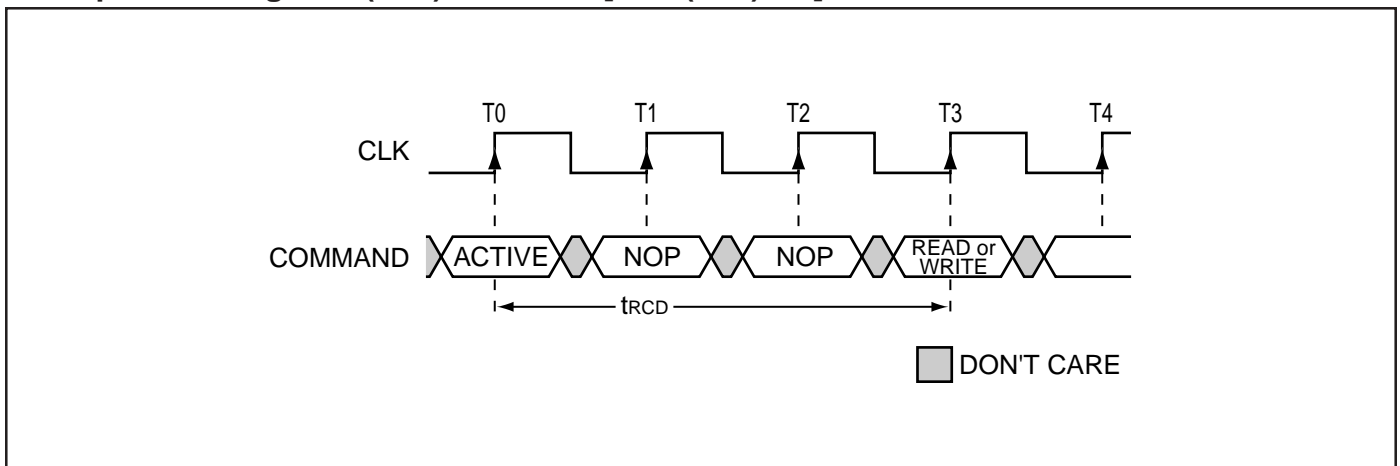 T0 T1 T2 T3 T4
CLK
COMMAND ACTIVE NOP NOP READ or
WRITE
tRCD
DON'T CARE